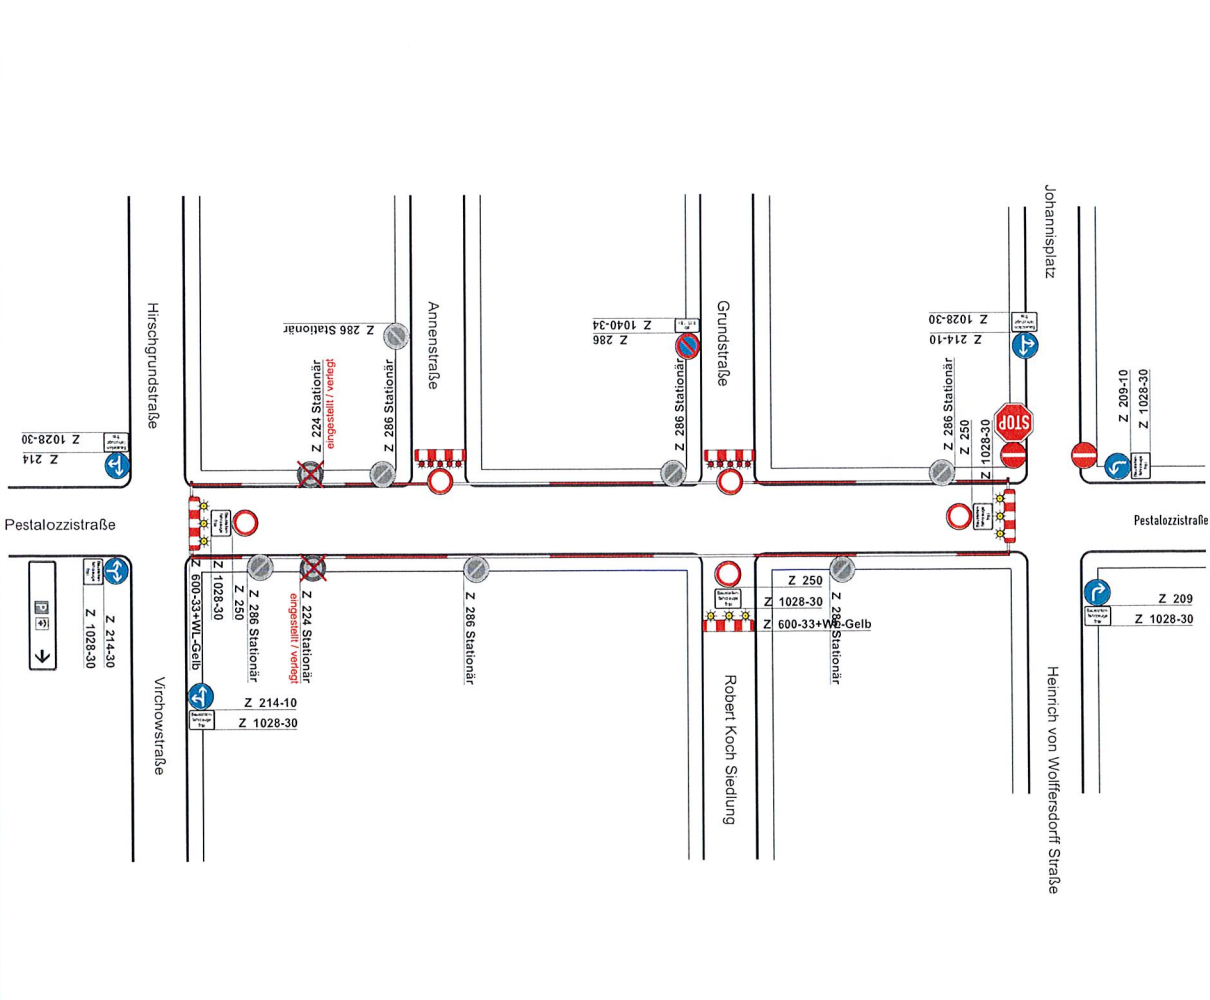 Johannisplatz
Hirschgrundstraße
Annenstraße
Grundstraße
Z 286 Stationär
Z 224 Stationär
eingestellt / verlegt
Z 286 Stationär
Z 1040-34
Z 286
Z 286 Stationär
Z 1028-30
Z 214-10
Z 286 Stationär
Z 250
Z 1028-30
STOP
Z 209-10
Z 1028-30
Z 1028-30
Z 214
Pestalozzistraße
Pestalozzistraße
P
Z 1028-30
Z 214-30
Z 600-33+WL-Gelb
Z 1028-30
Z 250
Z 286 Stationär
eingestellt / verlegt
Z 224 Stationär
Z 286 Stationär
Z 250
Z 1028-30
Z 600-33+WL-Gelb
Z 286 Stationär
Z 209
Z 1028-30
Z 214-10
Z 1028-30
Virchowstraße
Robert Koch Siedlung
Heinrich von Wolffersdorff Straße